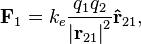 𝐅₁ = kₑ q₁q₂ / |𝐫₂₁|² 𝐫̂₂₁,